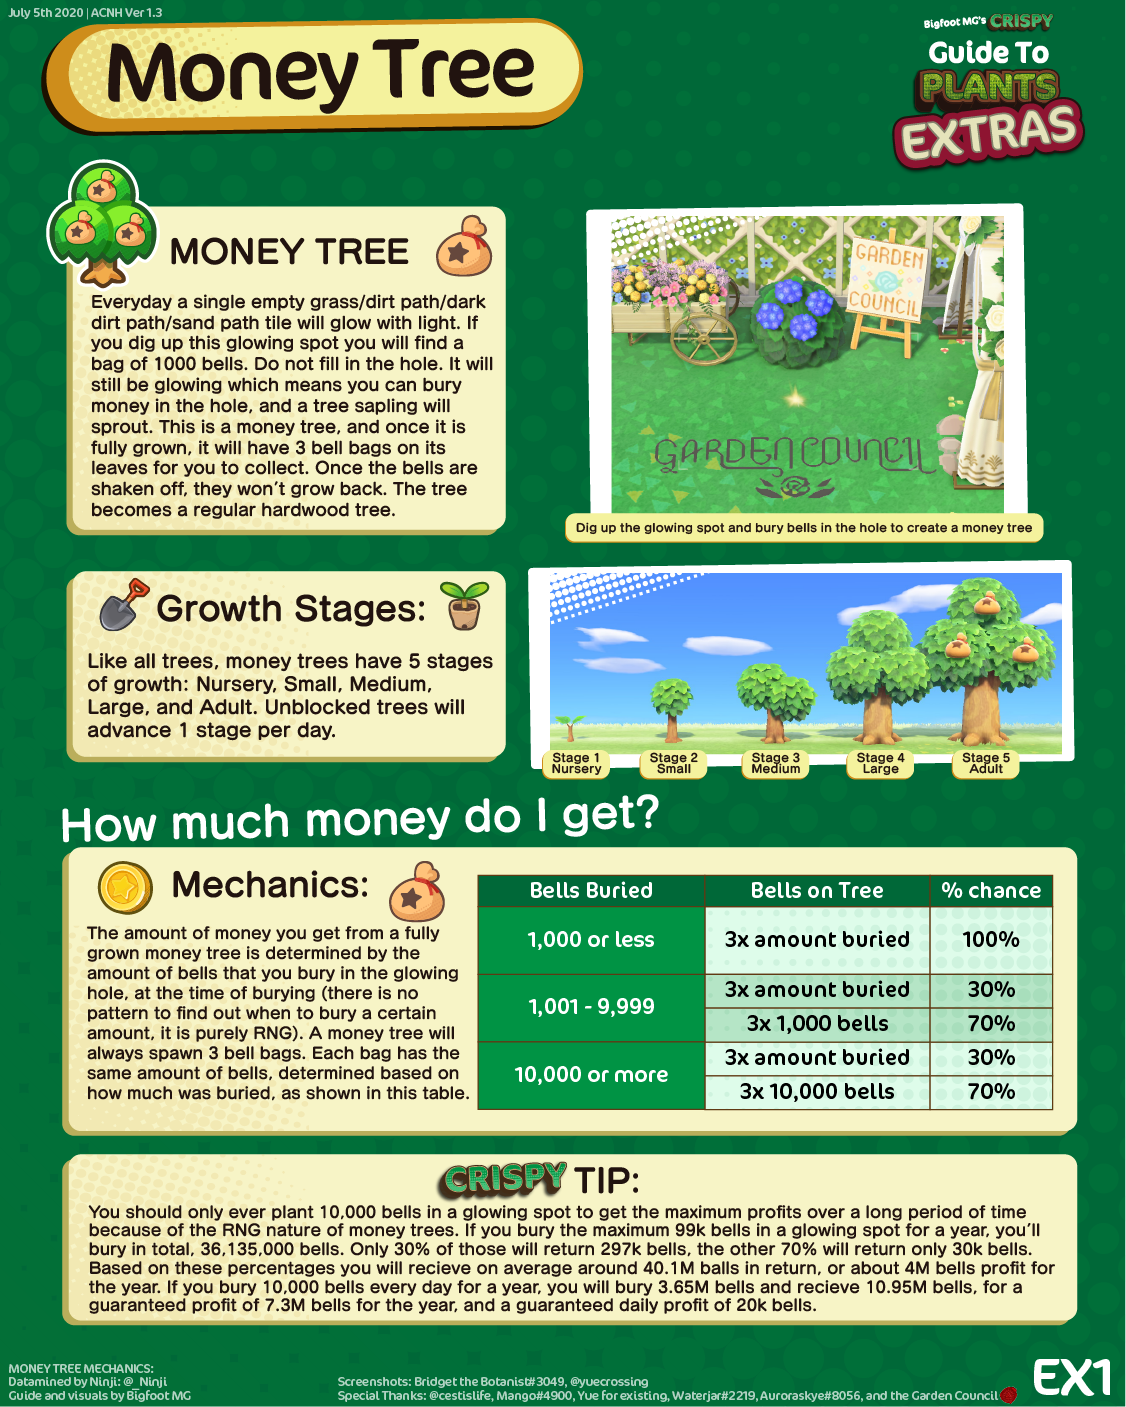 July 5th 2020 | ACNH Ver 1.3
Money Tree
Bigfoot MG's CRISPY
Guide To
PLANTS
EXTRAS
MONEY TREE
Everyday a single empty grass/dirt path/dark
dirt path/sand path tile will glow with light. If
you dig up this glowing spot you will find a
bag of 1000 bells. Do not fill in the hole. It will
still be glowing which means you can bury
money in the hole, and a tree sapling will
sprout. This is a money tree, and once it is
fully grown, it will have 3 bell bags on its
leaves for you to collect. Once the bells are
shaken off, they won't grow back. The tree
becomes a regular hardwood tree.
GARDEN
COUNCIL
GARDEN COUNCIL
Dig up the glowing spot and bury bells in the hole to create a money tree
Growth Stages:
Like all trees, money trees have 5 stages
of growth: Nursery, Small, Medium,
Large, and Adult. Unblocked trees will
advance 1 stage per day.
Stage 1
Nursery
Stage 2
Small
Stage 3
Medium
Stage 4
Large
Stage 5
Adult
How much money do I get?
Mechanics:
The amount of money you get from a fully
grown money tree is determined by the
amount of bells that you bury in the glowing
hole, at the time of burying (there is no
pattern to find out when to bury a certain
amount, it is purely RNG). A money tree will
always spawn 3 bell bags. Each bag has the
same amount of bells, determined based on
how much was buried, as shown in this table.
Bells Buried Bells on Tree % chance
1,000 or less 3x amount buried 100%
1,001 - 9,999 3x amount buried 30%
3x 1,000 bells 70%
10,000 or more 3x amount buried 30%
3x 10,000 bells 70%
CRISPY TIP:
You should only ever plant 10,000 bells in a glowing spot to get the maximum profits over a long period of time
because of the RNG nature of money trees. If you bury the maximum 99k bells in a glowing spot for a year, you'll
bury in total, 36,135,000 bells. Only 30% of those will return 297k bells, the other 70% will return only 30k bells.
Based on these percentages you will recieve on average around 40.1M balls in return, or about 4M bells profit for
the year. If you bury 10,000 bells every day for a year, you will bury 3.65M bells and recieve 10.95M bells, for a
guaranteed profit of 7.3M bells for the year, and a guaranteed daily profit of 20k bells.
MONEY TREE MECHANICS:
Datamined by Ninji: @_Ninji
Guide and visuals by Bigfoot MG
Screenshots: Bridget the Botanist#3049, @yuecrossing
Special Thanks: @cestislife, Mango#4900, Yue for existing, Waterjar#2219, Auroraskye#8056, and the Garden Council
EX1